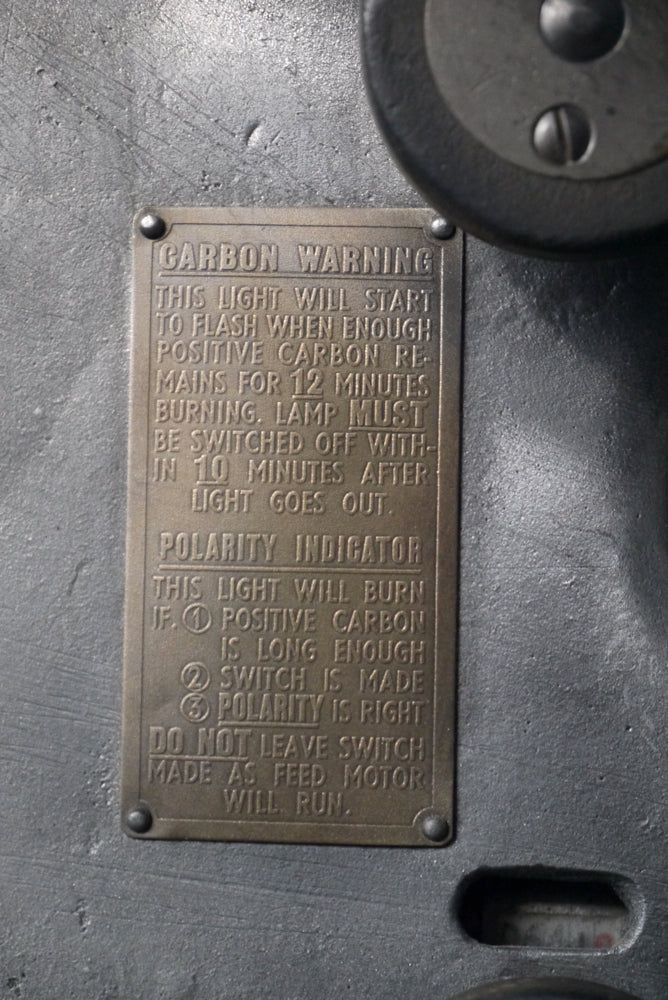 CARBON WARNING
THIS LIGHT WILL START
TO FLASH WHEN ENOUGH
POSITIVE CARBON RE-
MAINS FOR 12 MINUTES
BURNING. LAMP MUST
BE SWITCHED OFF WITH-
IN 10 MINUTES AFTER
LIGHT GOES OUT.
POLARITY INDICATOR
THIS LIGHT WILL BURN
IF. ① POSITIVE CARBON
IS LONG ENOUGH
② SWITCH IS MADE
③ POLARITY IS RIGHT
DO NOT LEAVE SWITCH
MADE AS FEED MOTOR
WILL RUN.